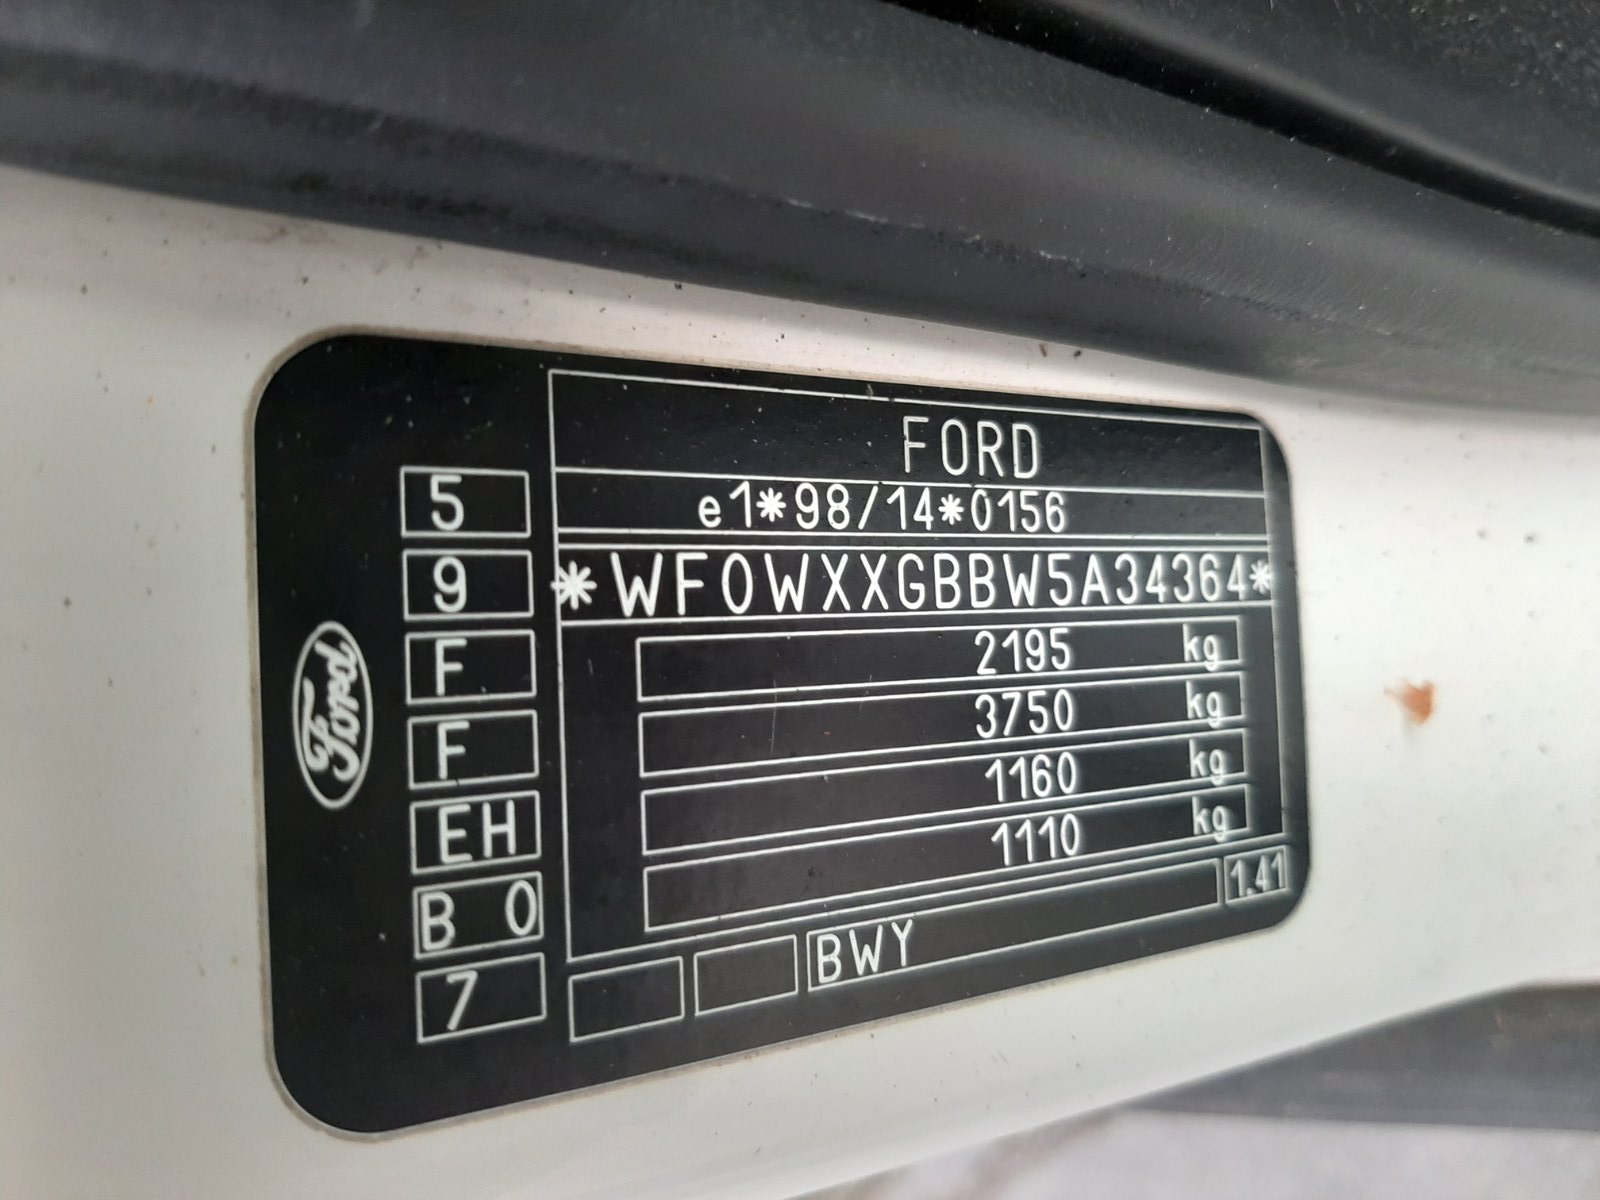 Ford
5
9
F
F
EH
B 0
7
FORD
e1*98/14*0156
*WF0WXXGBBW5A34364*
2195 kg
3750 kg
1160 kg
1110 kg
1.41
BWY